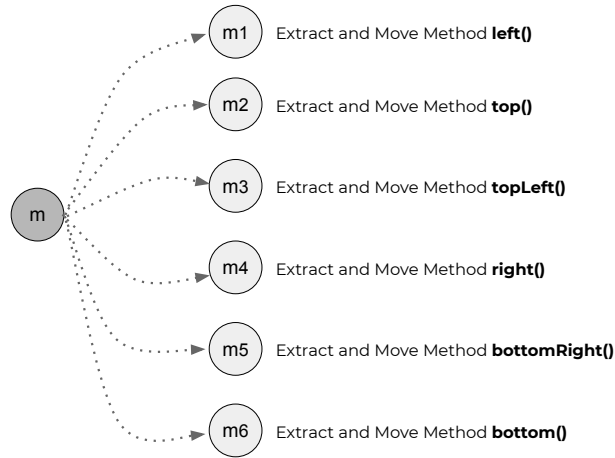 m1 Extract and Move Method left()
m2 Extract and Move Method top()
m3 Extract and Move Method topLeft()
m
m4 Extract and Move Method right()
m5 Extract and Move Method bottomRight()
m6 Extract and Move Method bottom()